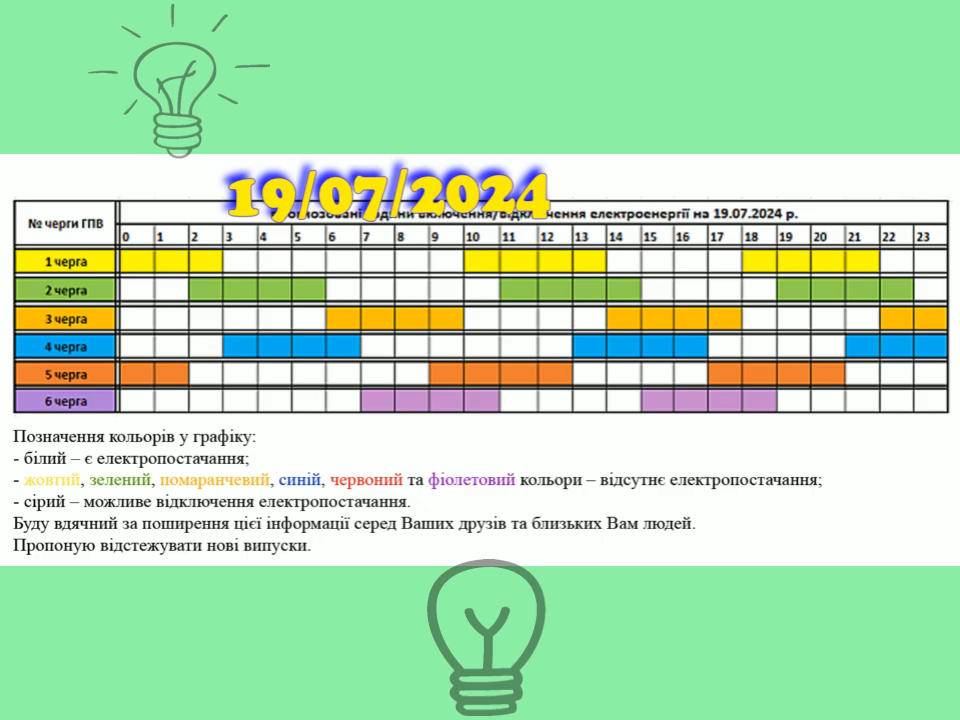 19/07/2024
№ черги ГПВ
включення/відключення електроенергії на 19.07.2024 р.
0 1 2 3 4 5 6 7 8 9 10 11 12 13 14 15 16 17 18 19 20 21 22 23
1 черга
2 черга
3 черга
4 черга
5 черга
6 черга
Позначення кольорів у графіку:
- білий – є електропостачання;
- жовтий, зелений, помаранчевий, синій, червоний та фіолетовий кольори – відсутнє електропостачання;
- сірий – можливе відключення електропостачання.
Буду вдячний за поширення цієї інформації серед Ваших друзів та близьких Вам людей.
Пропоную відстежувати нові випуски.